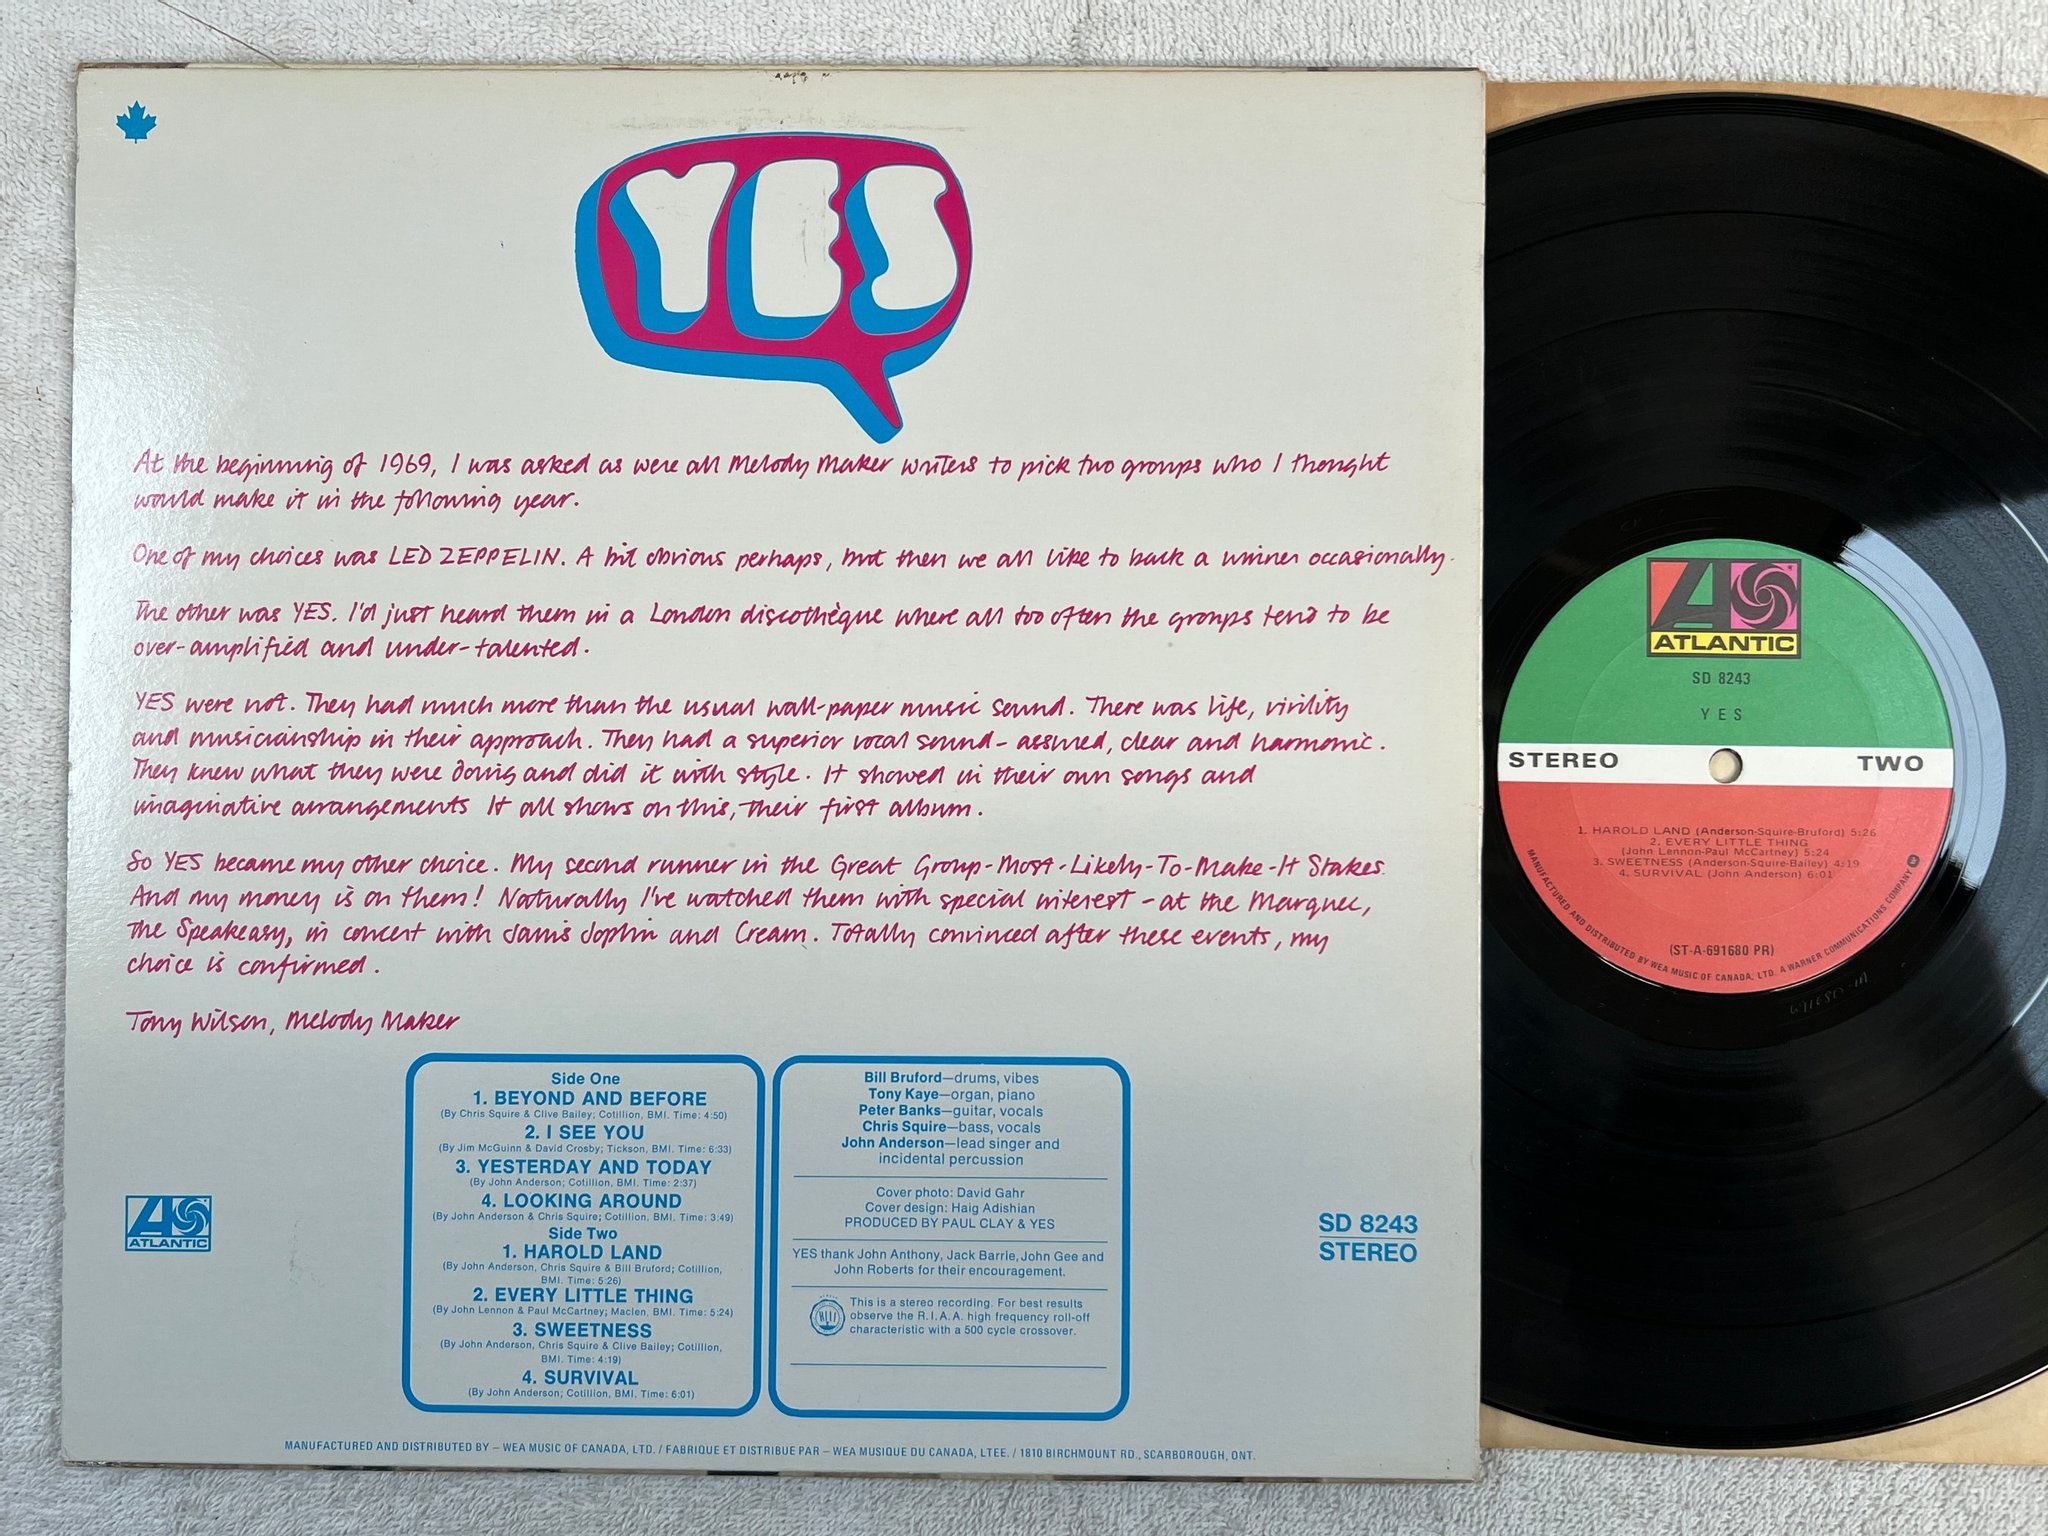 YES
At the beginning of 1969, I was asked as were all Melody Maker writers to pick two groups who I thought
would make it in the following year.
One of my choices was LED ZEPPELIN. A bit obvious perhaps, but then we all like to back a winner occasionally.
The other was YES. I'd just heard them in a London discothèque where all too often the groups tend to be
over-amplified and under-talented.
YES were not. They had much more than the usual wall-paper music sound. There was life, virility
and musicianship in their approach. They had a superior vocal sound - assured, clear and harmonic.
They knew what they were doing and did it with style. It showed in their own songs and
imaginative arrangements It all shows on this, their first album.
So YES became my other choice. My second runner in the Great Group-Most-Likely-To-Make-It Stakes.
And my money is on them! Naturally I've watched them with special interest - at the Marquee,
the Speakeasy, in concert with Janis Joplin and Cream. Totally convinced after these events, my
choice is confirmed.
Tony Wilson, Melody Maker
Side One
1. BEYOND AND BEFORE
(By Chris Squire & Clive Bailey; Cotillion, BMI. Time: 4:50)
2. I SEE YOU
(By Jim McGuinn & David Crosby; Tickson, BMI. Time: 6:33)
3. YESTERDAY AND TODAY
(By John Anderson; Cotillion, BMI. Time: 2:37)
4. LOOKING AROUND
(By John Anderson & Chris Squire; Cotillion, BMI. Time: 3:49)
Side Two
1. HAROLD LAND
(By John Anderson, Chris Squire & Bill Bruford; Cotillion,
BMI. Time: 5:26)
2. EVERY LITTLE THING
(By John Lennon & Paul McCartney; Maclen, BMI. Time: 5:24)
3. SWEETNESS
(By John Anderson, Chris Squire & Clive Bailey; Cotillion,
BMI. Time: 4:19)
4. SURVIVAL
(By John Anderson; Cotillion, BMI. Time: 6:01)
Bill Bruford—drums, vibes
Tony Kaye—organ, piano
Peter Banks—guitar, vocals
Chris Squire—bass, vocals
John Anderson—lead singer and
incidental percussion
Cover photo: David Gahr
Cover design: Haig Adishian
PRODUCED BY PAUL CLAY & YES
YES thank John Anthony, Jack Barrie, John Gee and
John Roberts for their encouragement.
This is a stereo recording. For best results
observe the R.I.A.A. high frequency roll-off
characteristic with a 500 cycle crossover.
ATLANTIC
SD 8243
STEREO
MANUFACTURED AND DISTRIBUTED BY – WEA MUSIC OF CANADA, LTD. / FABRIQUE ET DISTRIBUE PAR – WEA MUSIQUE DU CANADA, LTEE. / 1810 BIRCHMOUNT RD., SCARBOROUGH, ONT.
ATLANTIC
SD 8243
YES
STEREO TWO
1. HAROLD LAND (Anderson-Squire-Bruford) 5:26
2. EVERY LITTLE THING
(John Lennon-Paul McCartney) 5:24
3. SWEETNESS (Anderson-Squire-Bailey) 4:19
4. SURVIVAL (John Anderson) 6:01
(ST-A-691680 PR)
MANUFACTURED AND DISTRIBUTED BY WEA MUSIC OF CANADA, LTD. A WARNER COMMUNICATIONS COMPANY